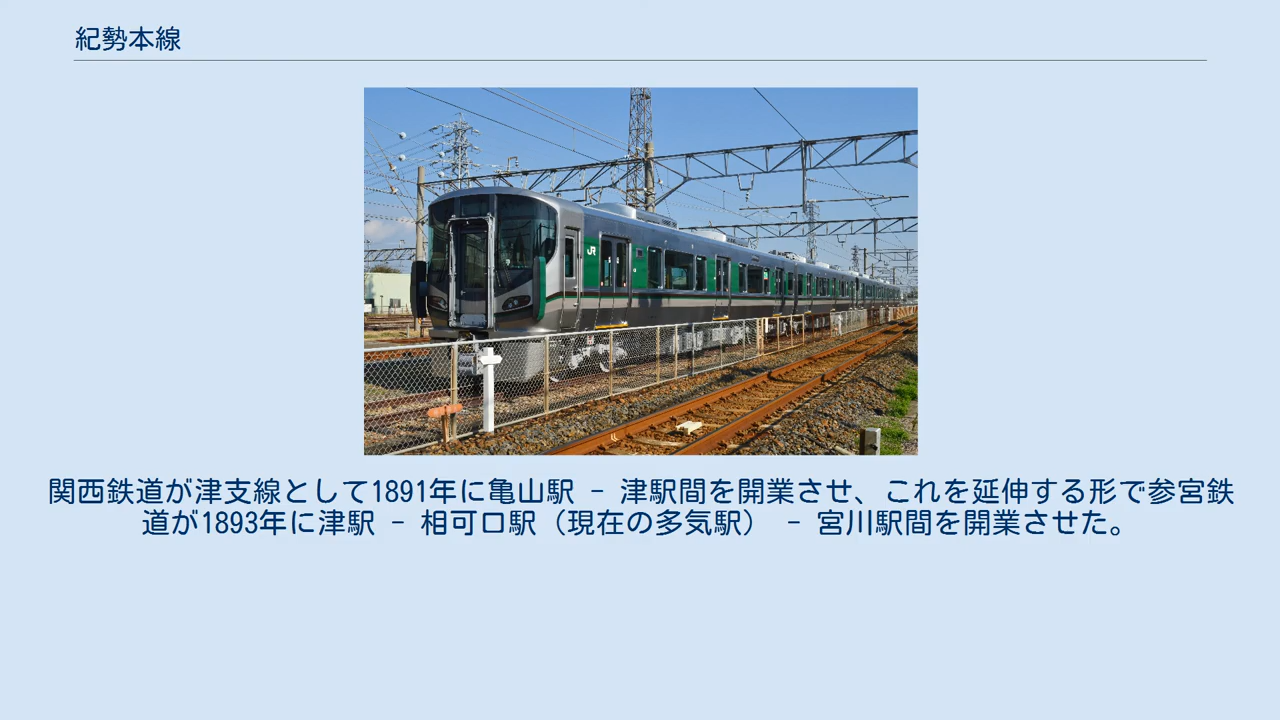 紀勢本線
JR
関西鉄道が津支線として1891年に亀山駅 - 津駅間を開業させ、これを延伸する形で参宮鉄
道が1893年に津駅 - 相可口駅（現在の多気駅） - 宮川駅間を開業させた。